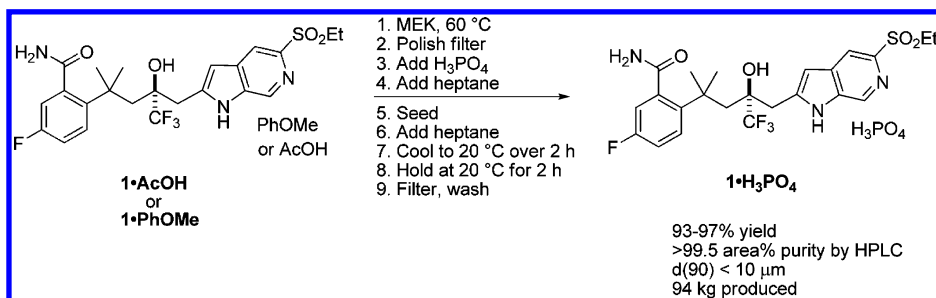 H₂N
O
HO
CF₃
N
H
SO₂Et
N
F
PhOMe
or AcOH
1•AcOH
or
1•PhOMe
1. MEK, 60 °C
2. Polish filter
3. Add H₃PO₄
4. Add heptane
5. Seed
6. Add heptane
7. Cool to 20 °C over 2 h
8. Hold at 20 °C for 2 h
9. Filter, wash
H₂N
O
OH
CF₃
N
H
SO₂Et
N
F
H₃PO₄
1•H₃PO₄
93-97% yield
>99.5 area% purity by HPLC
d(90) < 10 μm
94 kg produced